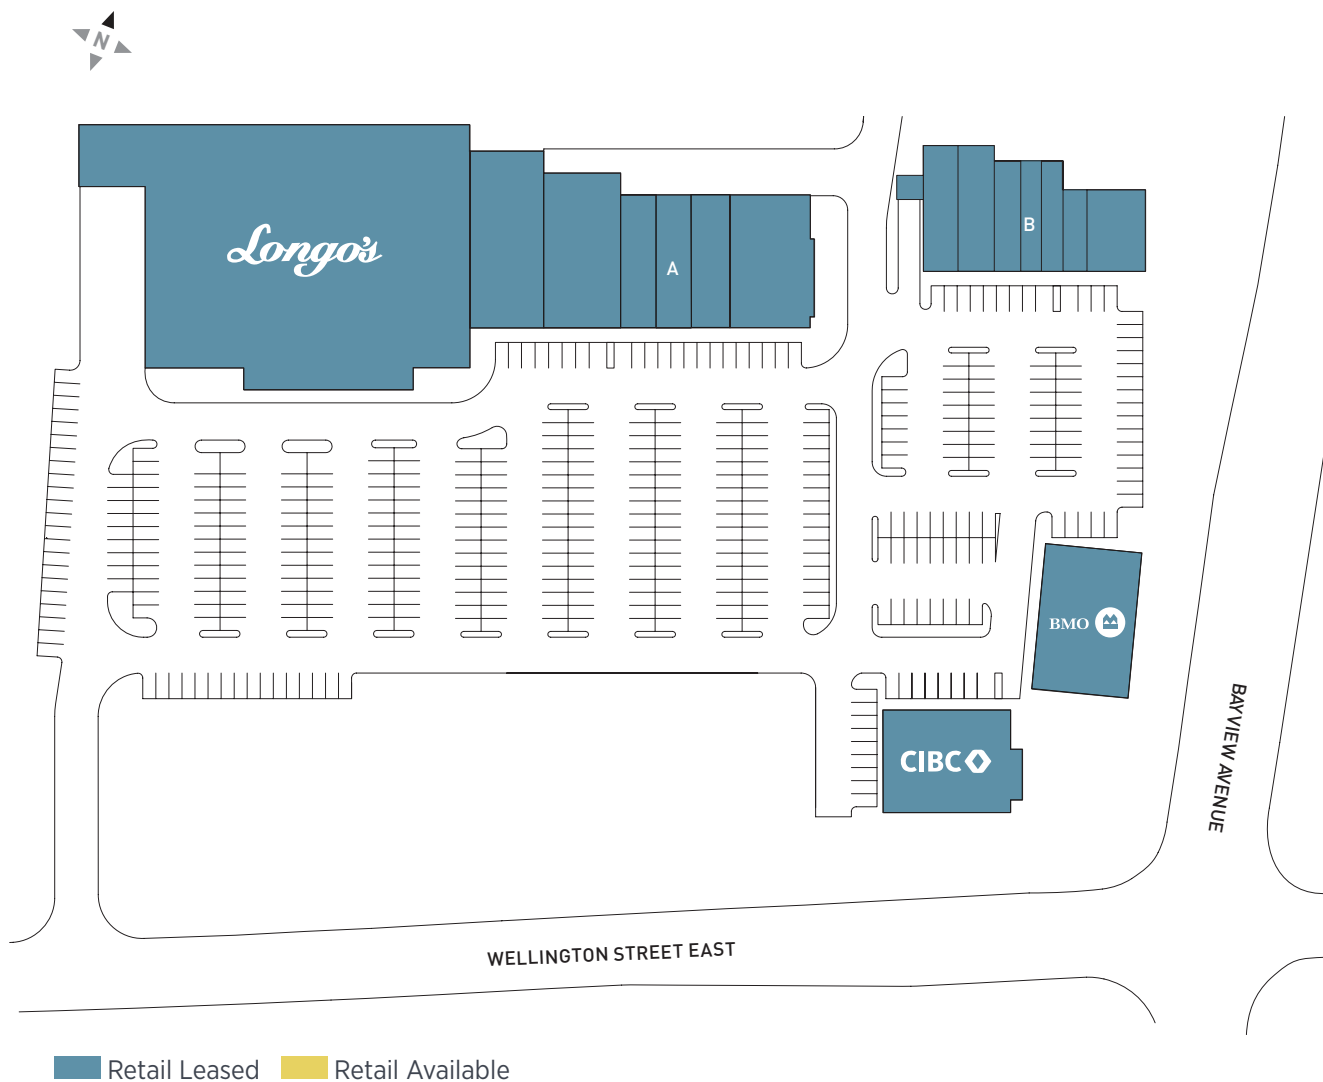 N
Longo's
A
B
BMO
CIBC
BAYVIEW AVENUE
WELLINGTON STREET EAST
Retail Leased
Retail Available